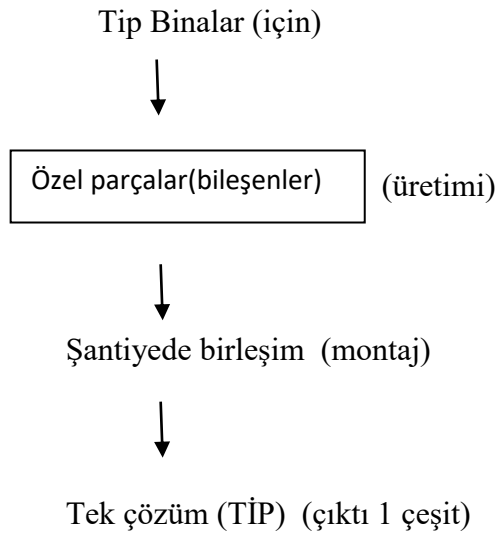 Tip Binalar (için)
Özel parçalar(bileşenler) (üretimi)
Şantiyede birleşim (montaj)
Tek çözüm (TİP) (çıktı 1 çeşit)